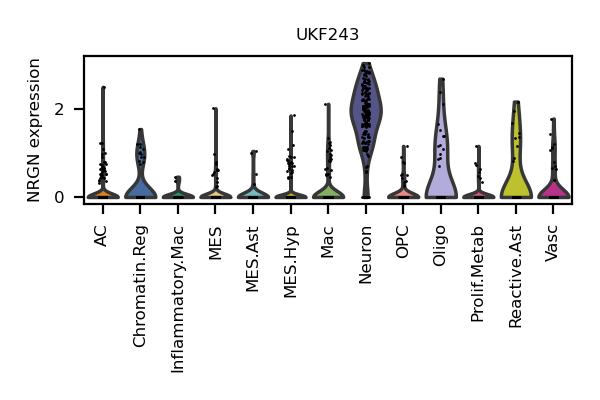 UKF243
NRGN expression
2
0
AC
Chromatin.Reg
Inflammatory.Mac
MES
MES.Ast
MES.Hyp
Mac
Neuron
OPC
Oligo
Prolif.Metab
Reactive.Ast
Vasc